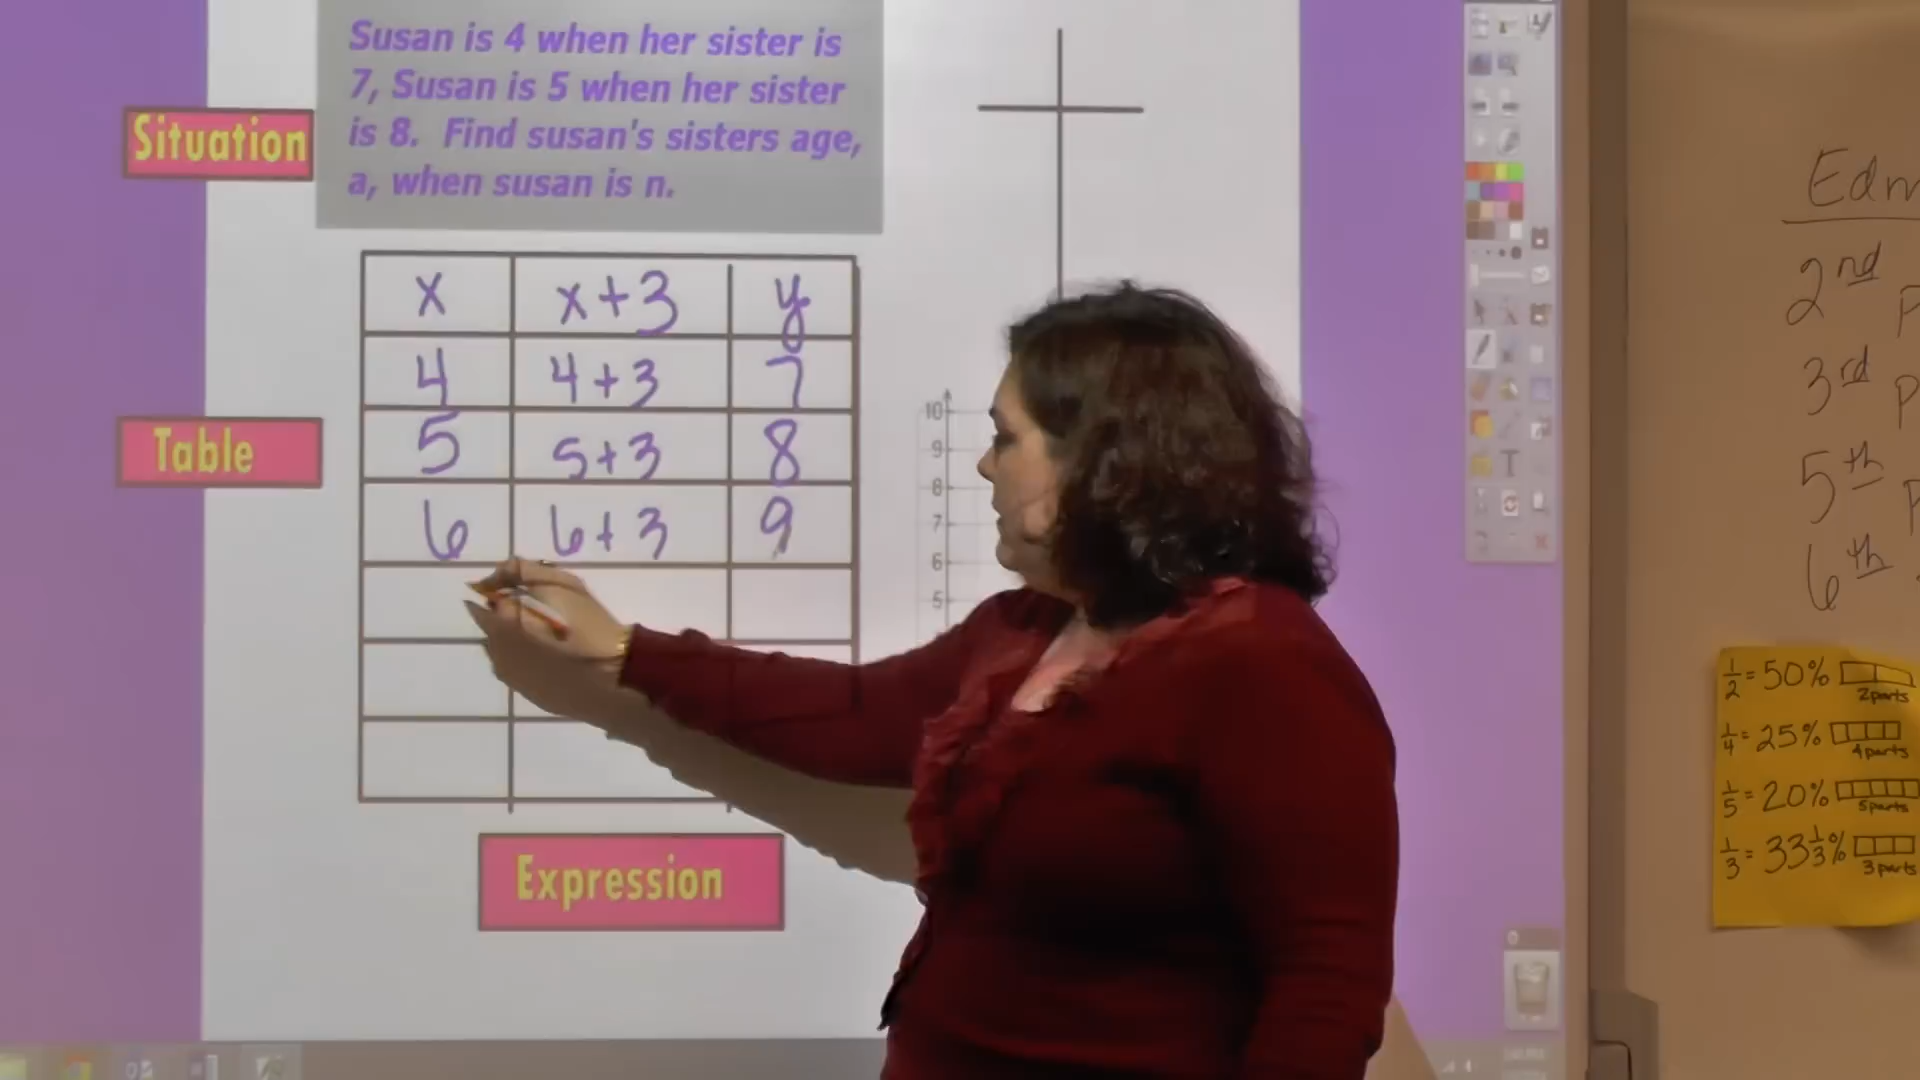 Susan is 4 when her sister is
7, Susan is 5 when her sister
is 8. Find susan's sisters age,
a, when susan is n.
Situation
x x+3 y
4 4+3 7
5 5+3 8
6 6+3 9
Table
Expression
10
9
8
7
6
5
T
2nd P
3rd P
5th P
6th
1/2 = 50%
2 parts
1/4 = 25%
4 parts
1/5 = 20%
5 parts
1/3 = 33 1/3%
3 parts